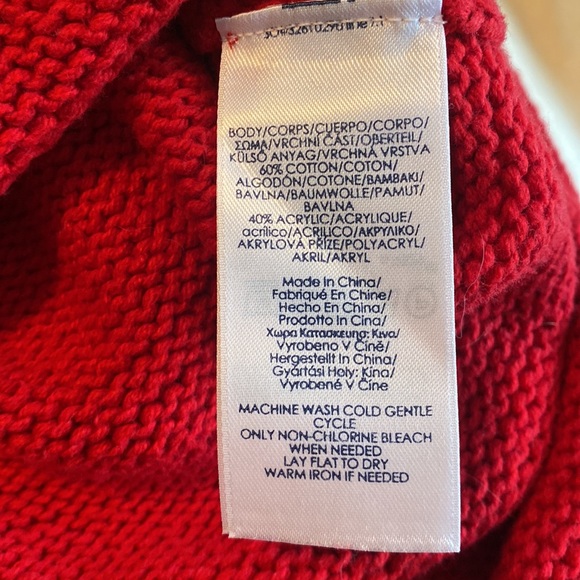 BODY/CORPS/CUERPO/CORPO/
ΣΩΜΑ/VRCHNÍ ČÁST/OBERTEIL/
KÜLSŐ ANYAG/VRCHNÁ VRSTVA
60% COTTON/COTON/
ALGODÓN/COTONE/ΒΑΜΒΑΚΙ/
BAVLNA/BAUMWOLLE/PAMUT/
BAVLNA
40% ACRYLIC/ACRYLIQUE/
acrílico/ACRILICO/ΑΚΡΥΛΙΚΟ/
AKRYLOVÁ PŘÍZE/POLYACRYL/
AKRIL/AKRYL
Made In China/
Fabriqué En Chine/
Hecho En China/
Prodotto In Cina/
Χωρα Κατασκευησ: Κινα/
Vyrobeno V Číně/
Hergestellt In China/
Gyártási Hely: Kína/
Vyrobené V Číne
MACHINE WASH COLD GENTLE
CYCLE
ONLY NON-CHLORINE BLEACH
WHEN NEEDED
LAY FLAT TO DRY
WARM IRON IF NEEDED